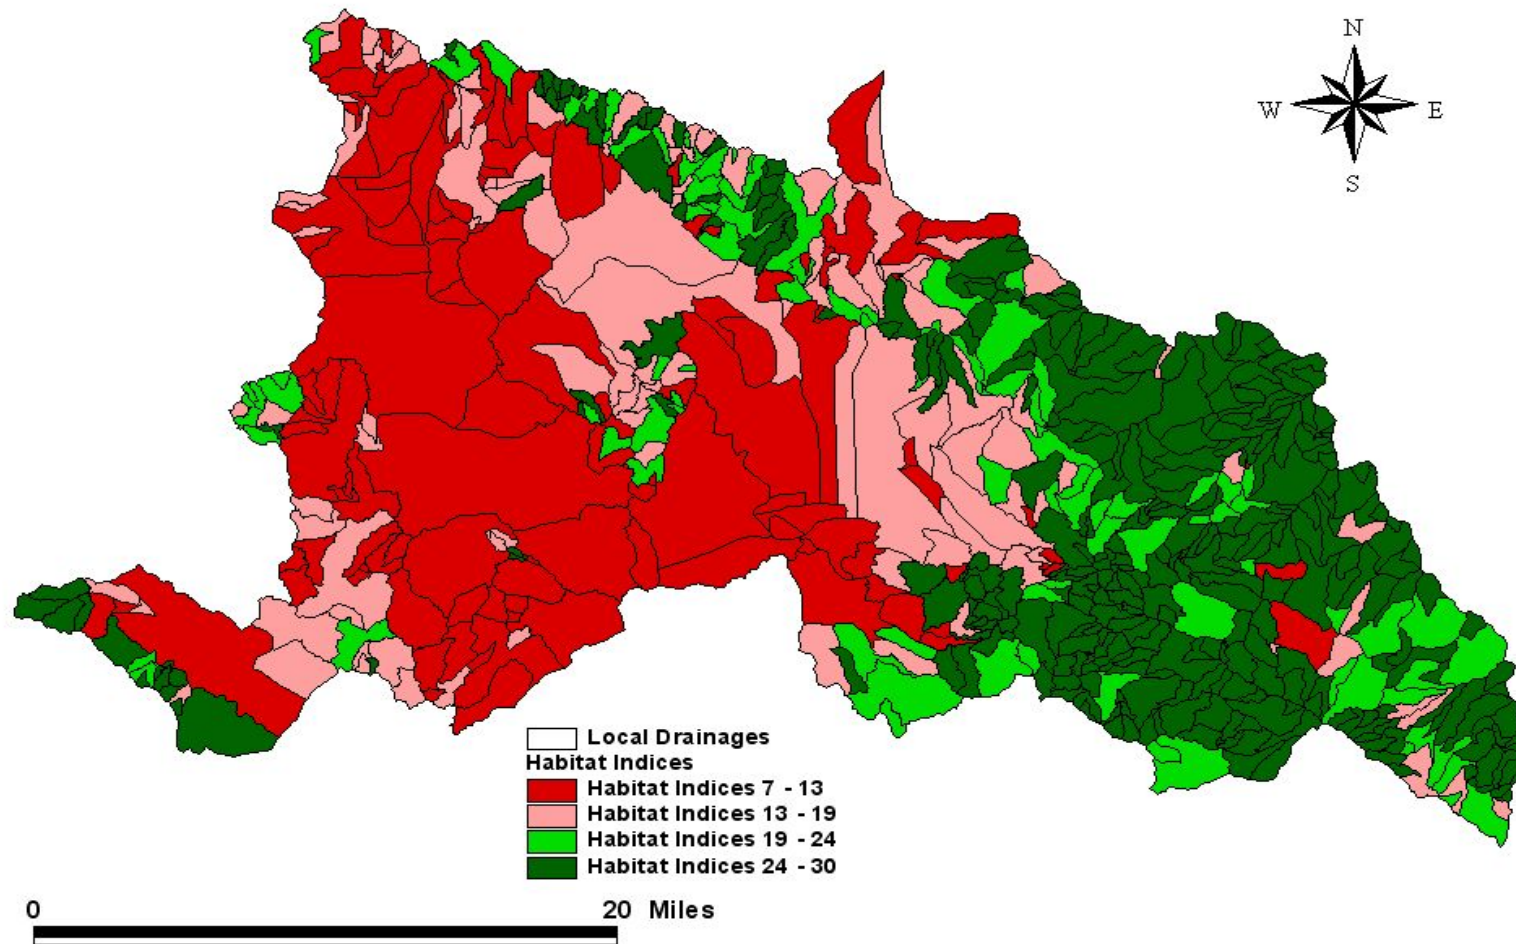 N
W E
S
Local Drainages
Habitat Indices
Habitat Indices 7 - 13
Habitat Indices 13 - 19
Habitat Indices 19 - 24
Habitat Indices 24 - 30
0 20 Miles